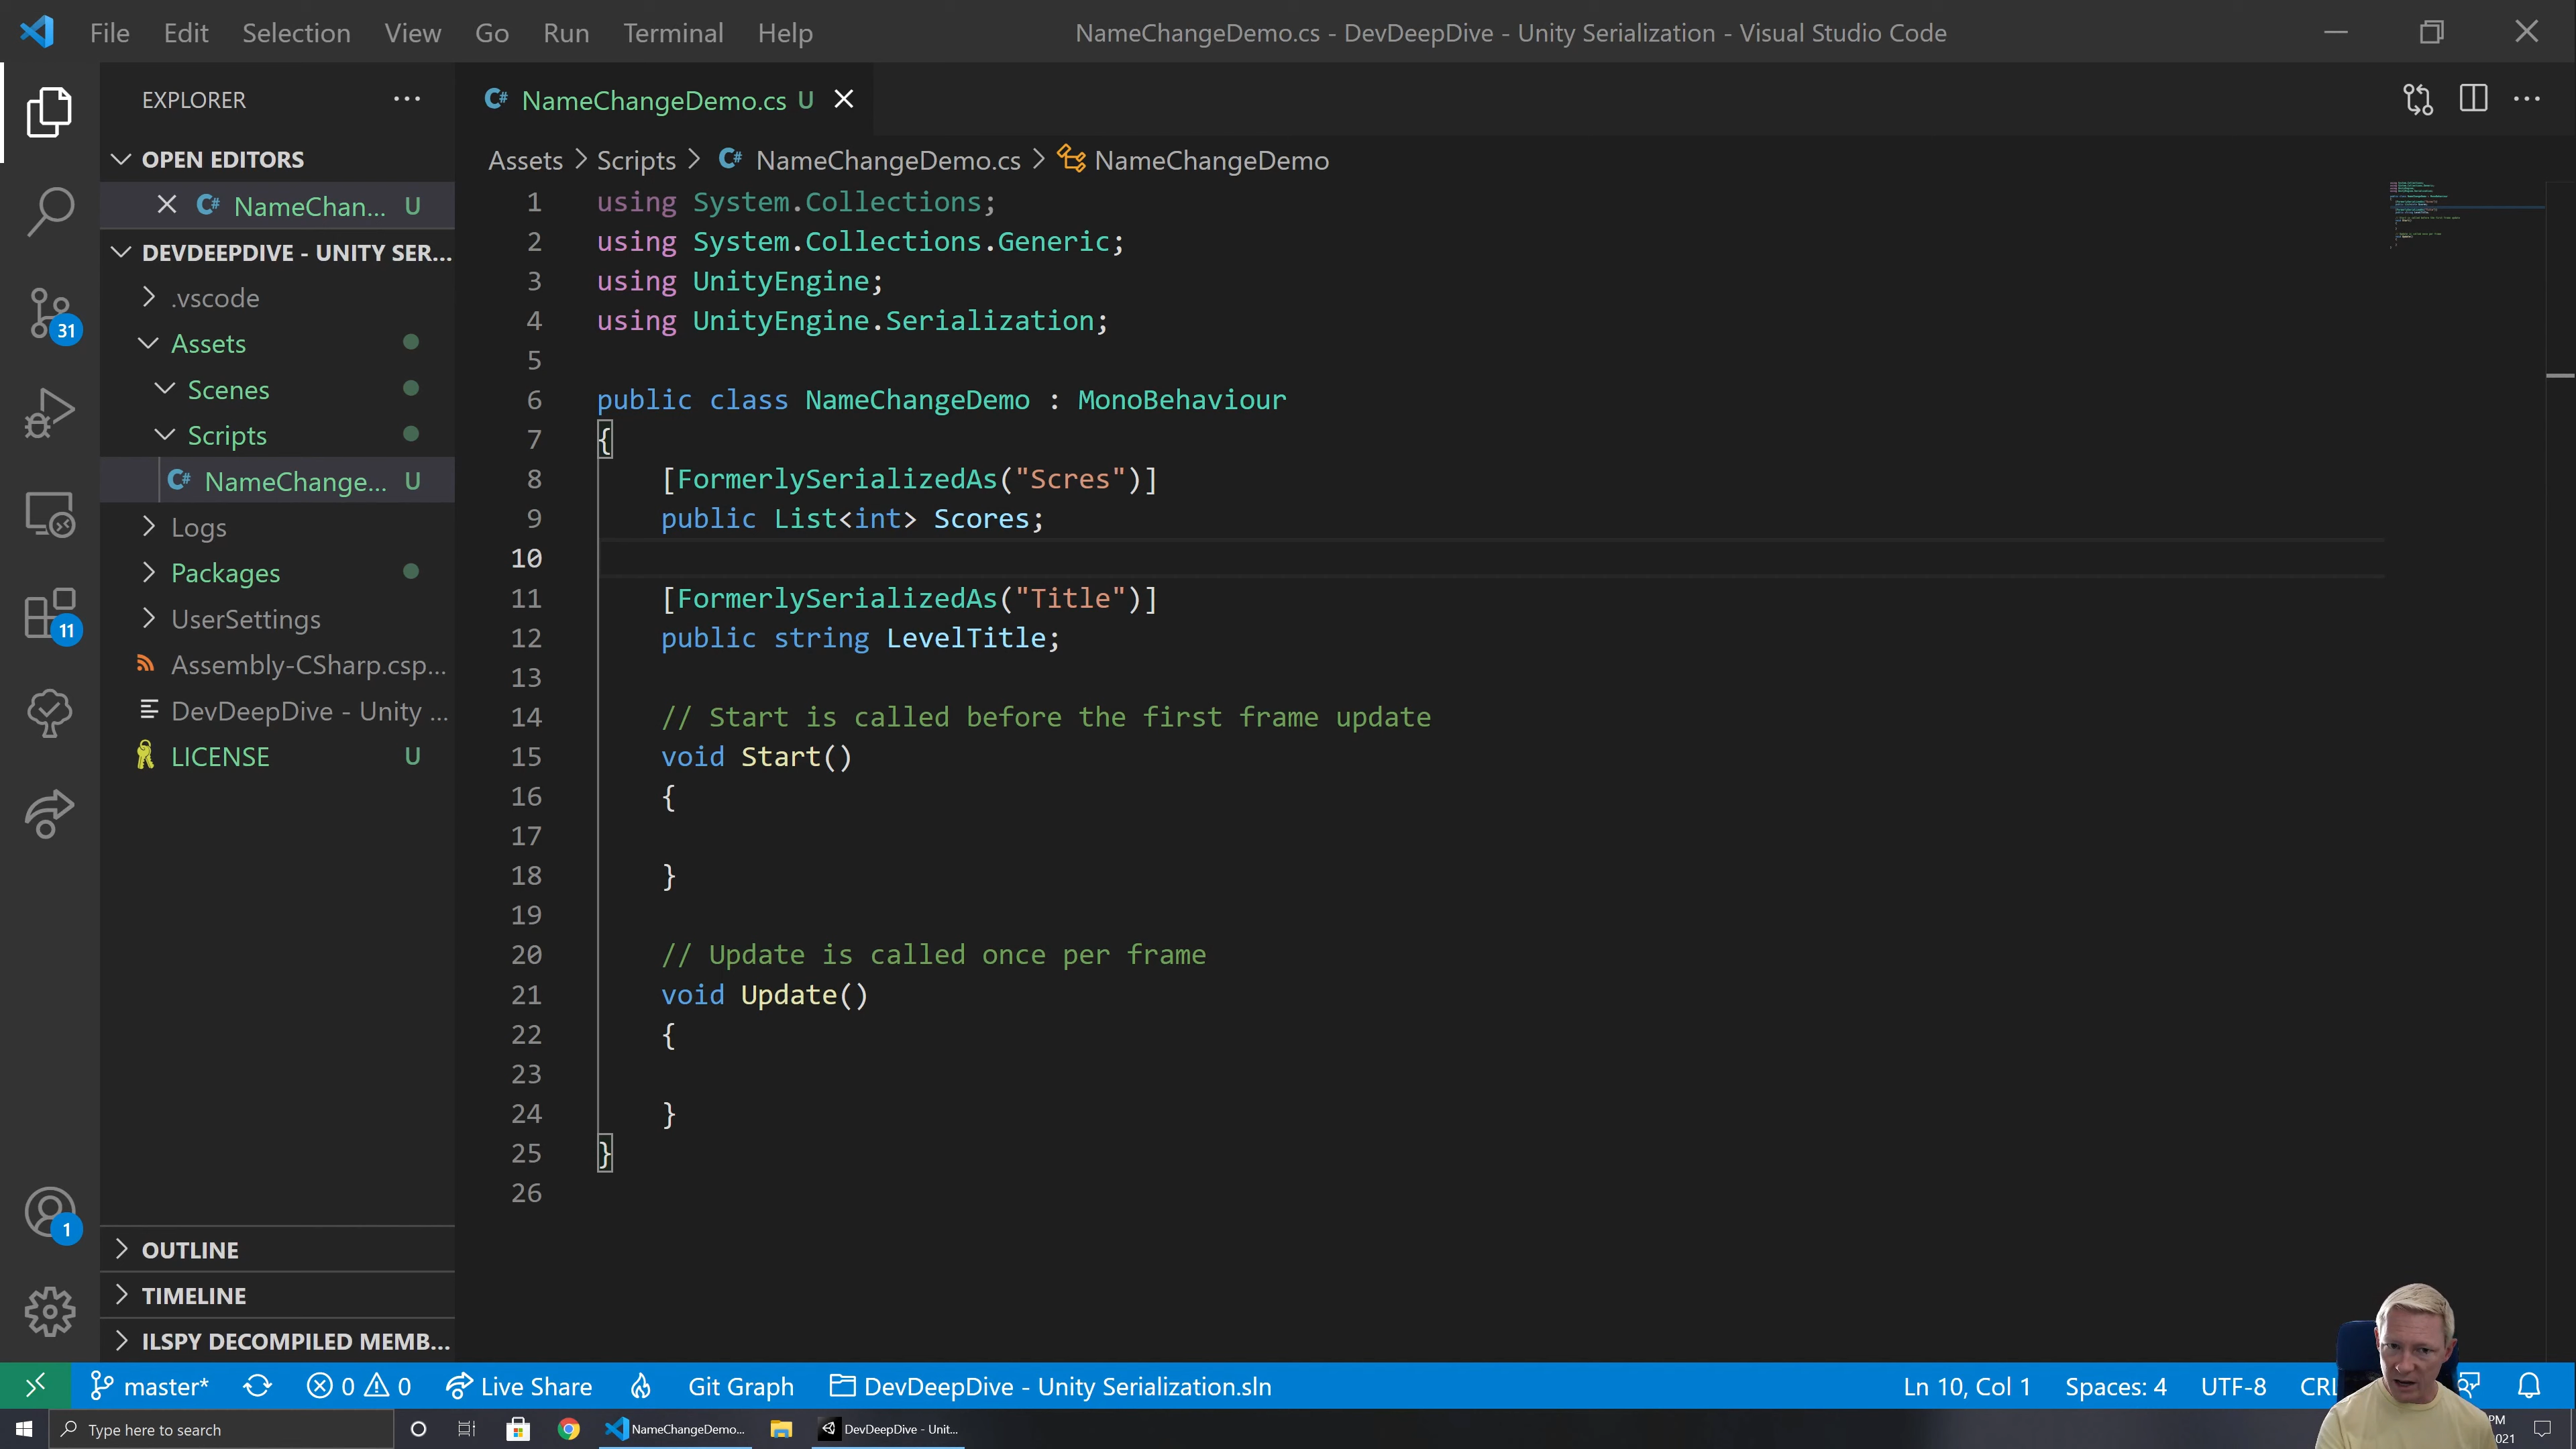 File Edit Selection View Go Run Terminal Help
NameChangeDemo.cs - DevDeepDive - Unity Serialization - Visual Studio Code
EXPLORER
OPEN EDITORS
NameChan... U
DEVDEEPDIVE - UNITY SER...
.vscode
Assets
Scenes
Scripts
NameChange... U
Logs
Packages
UserSettings
Assembly-CSharp.csp...
DevDeepDive - Unity ...
LICENSE U
OUTLINE
TIMELINE
ILSPY DECOMPILED MEMB...
31
11
1
NameChangeDemo.cs U
Assets > Scripts > NameChangeDemo.cs > NameChangeDemo
1 using System.Collections;
2 using System.Collections.Generic;
3 using UnityEngine;
4 using UnityEngine.Serialization;
5
6 public class NameChangeDemo : MonoBehaviour
7 {
8 [FormerlySerializedAs("Scres")]
9 public List<int> Scores;
10
11 [FormerlySerializedAs("Title")]
12 public string LevelTitle;
13
14 // Start is called before the first frame update
15 void Start()
16 {
17
18 }
19
20 // Update is called once per frame
21 void Update()
22 {
23
24 }
25 }
26
master* 0 0 Live Share Git Graph DevDeepDive - Unity Serialization.sln Ln 10, Col 1 Spaces: 4 UTF-8
Type here to search NameChangeDemo... DevDeepDive - Unit... PM
021